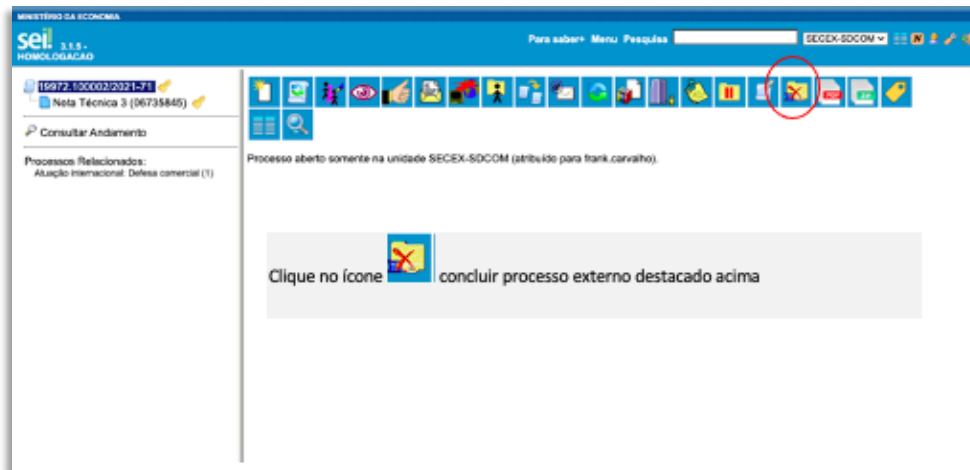 MINISTÉRIO DA ECONOMIA
sei! 3.1.5 -
HOMOLOGACAO
Para saber+ Menu Pesquisa SECEX-SDCOM
19972.100002/2021-71
Nota Técnica 3 (06735845)
Consultar Andamento
Processos Relacionados:
Atuação Internacional: Defesa comercial (1)
Processo aberto somente na unidade SECEX-SDCOM (atribuído para frank.carvalho).
Clique no ícone concluir processo externo destacado acima